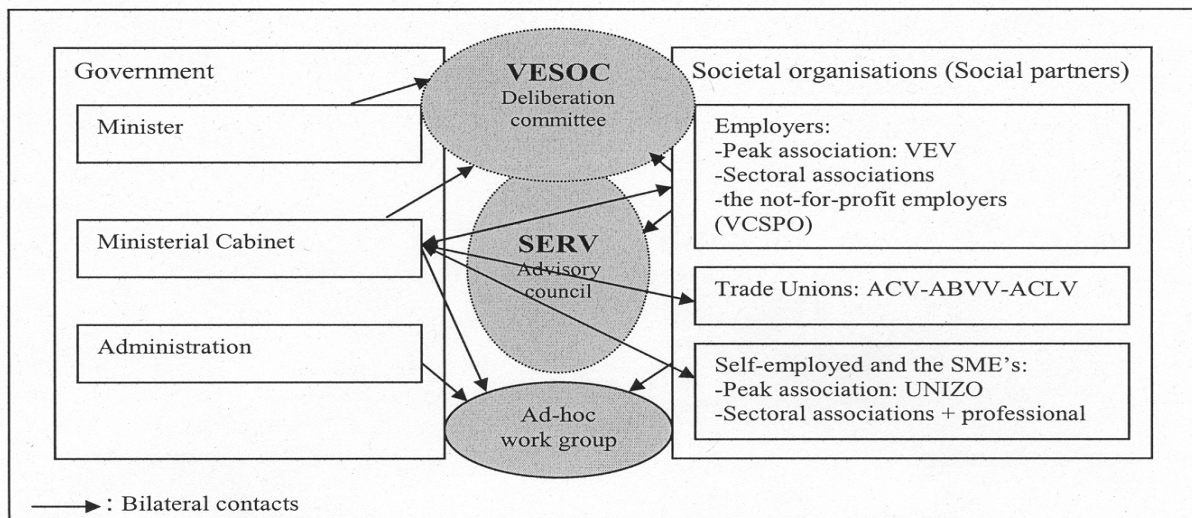 Government
Minister
Ministerial Cabinet
Administration
VESOC
Deliberation
committee
SERV
Advisory
council
Ad-hoc
work group
Societal organisations (Social partners)
Employers:
-Peak association: VEV
-Sectoral associations
-the not-for-profit employers
(VCSPO)
Trade Unions: ACV-ABVV-ACLV
Self-employed and the SME's:
-Peak association: UNIZO
-Sectoral associations + professional
: Bilateral contacts